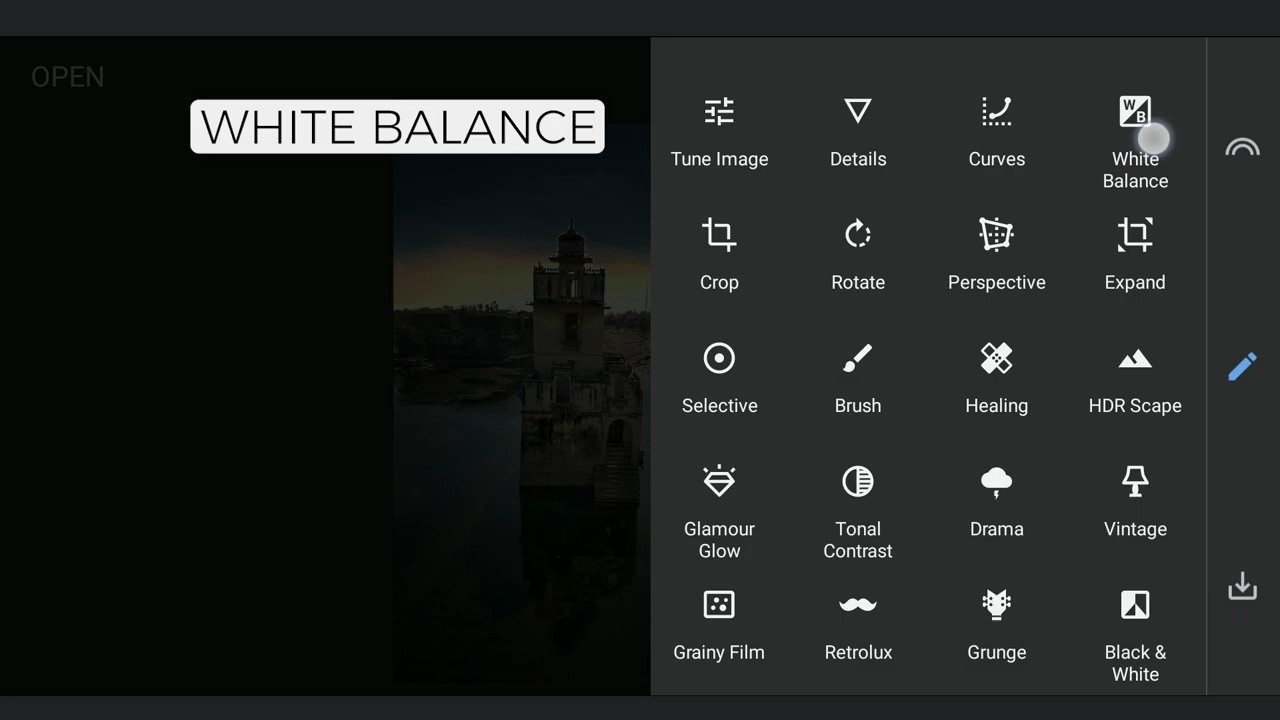 OPEN
WHITE BALANCE
Tune Image
Details
Curves
W
B
White
Balance
Crop
Rotate
Perspective
Expand
Selective
Brush
Healing
HDR Scape
Glamour
Glow
Tonal
Contrast
Drama
Vintage
Grainy Film
Retrolux
Grunge
Black &
White